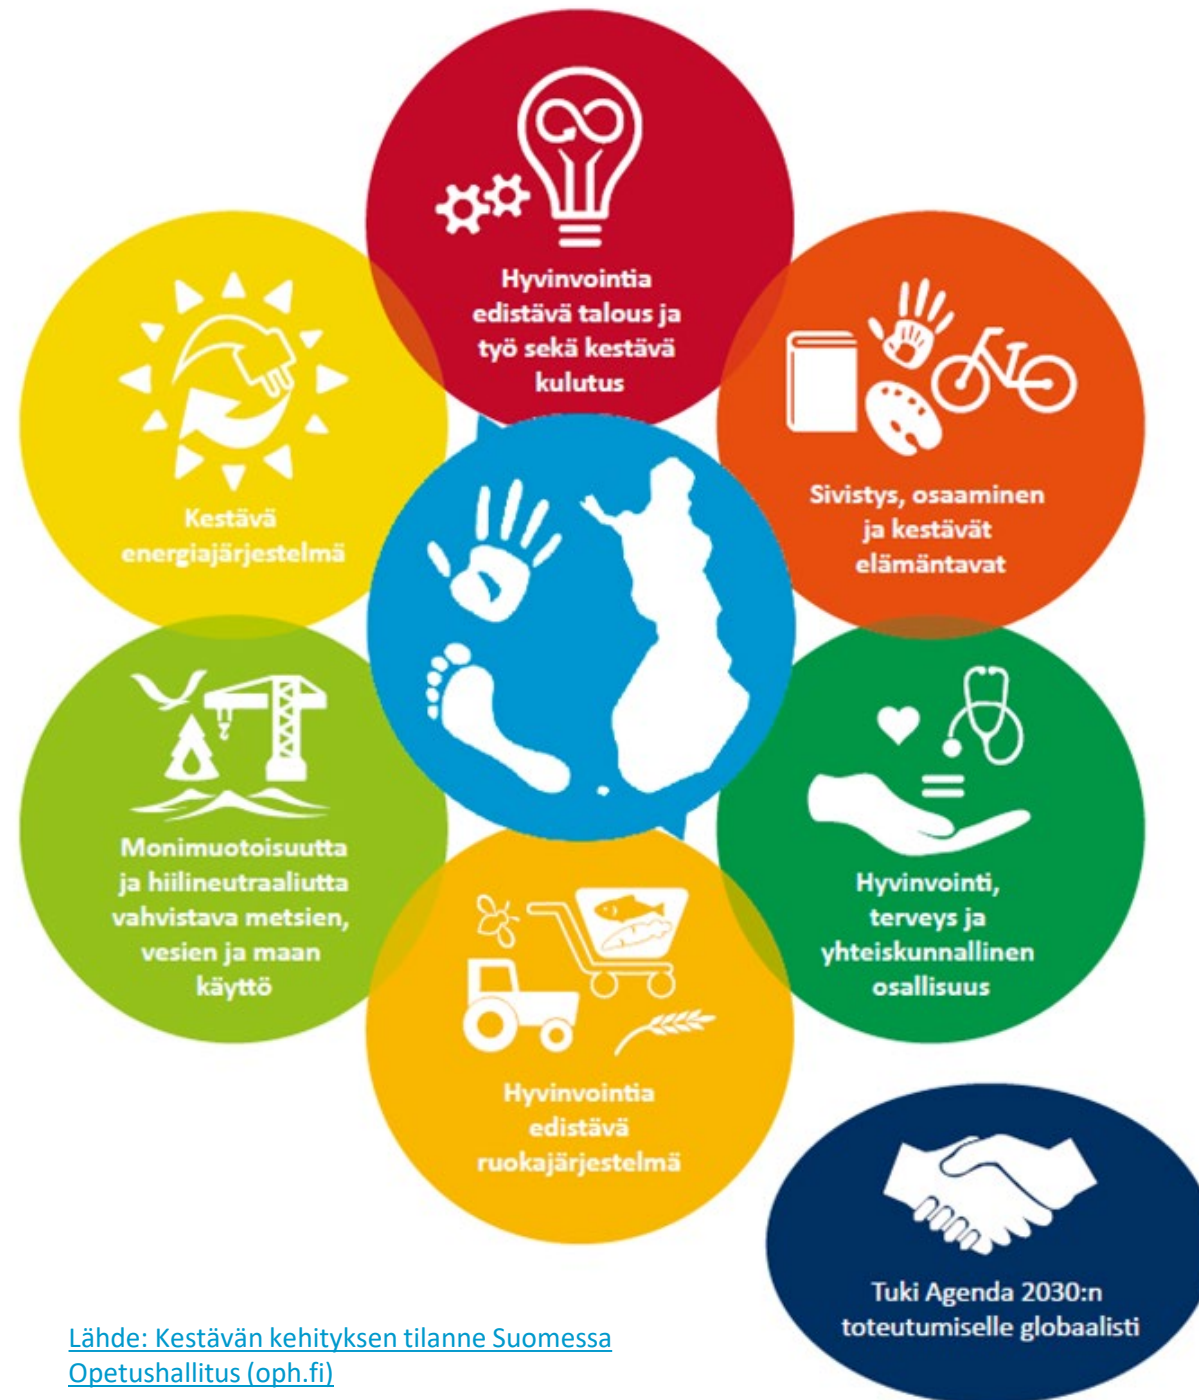 Hyvinvointia
edistävä talous ja
työ sekä kestävä
kulutus
Sivistys, osaaminen
ja kestävät
elämäntavat
Kestävä
energiajärjestelmä
Monimuotoisuutta
ja hiilineutraaliutta
vahvistava metsien,
vesien ja maan
käyttö
Hyvinvointi,
terveys ja
yhteiskunnallinen
osallisuus
Hyvinvointia
edistävä
ruokajärjestelmä
Tuki Agenda 2030:n
toteutumiselle globaalisti
Lähde: Kestävän kehityksen tilanne Suomessa
Opetushallitus (oph.fi)